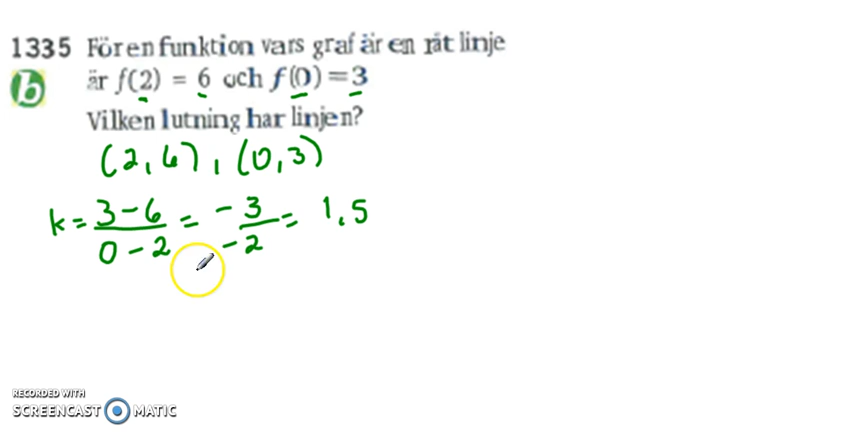 1335 För en funktion vars graf är en rät linje
b är f(2) = 6 och f(0) = 3
Vilken lutning har linjen?
(2, 6), (0, 3)
k = 3 - 6 / 0 - 2 = -3 / -2 = 1,5
RECORDED WITH
SCREENCAST MATIC